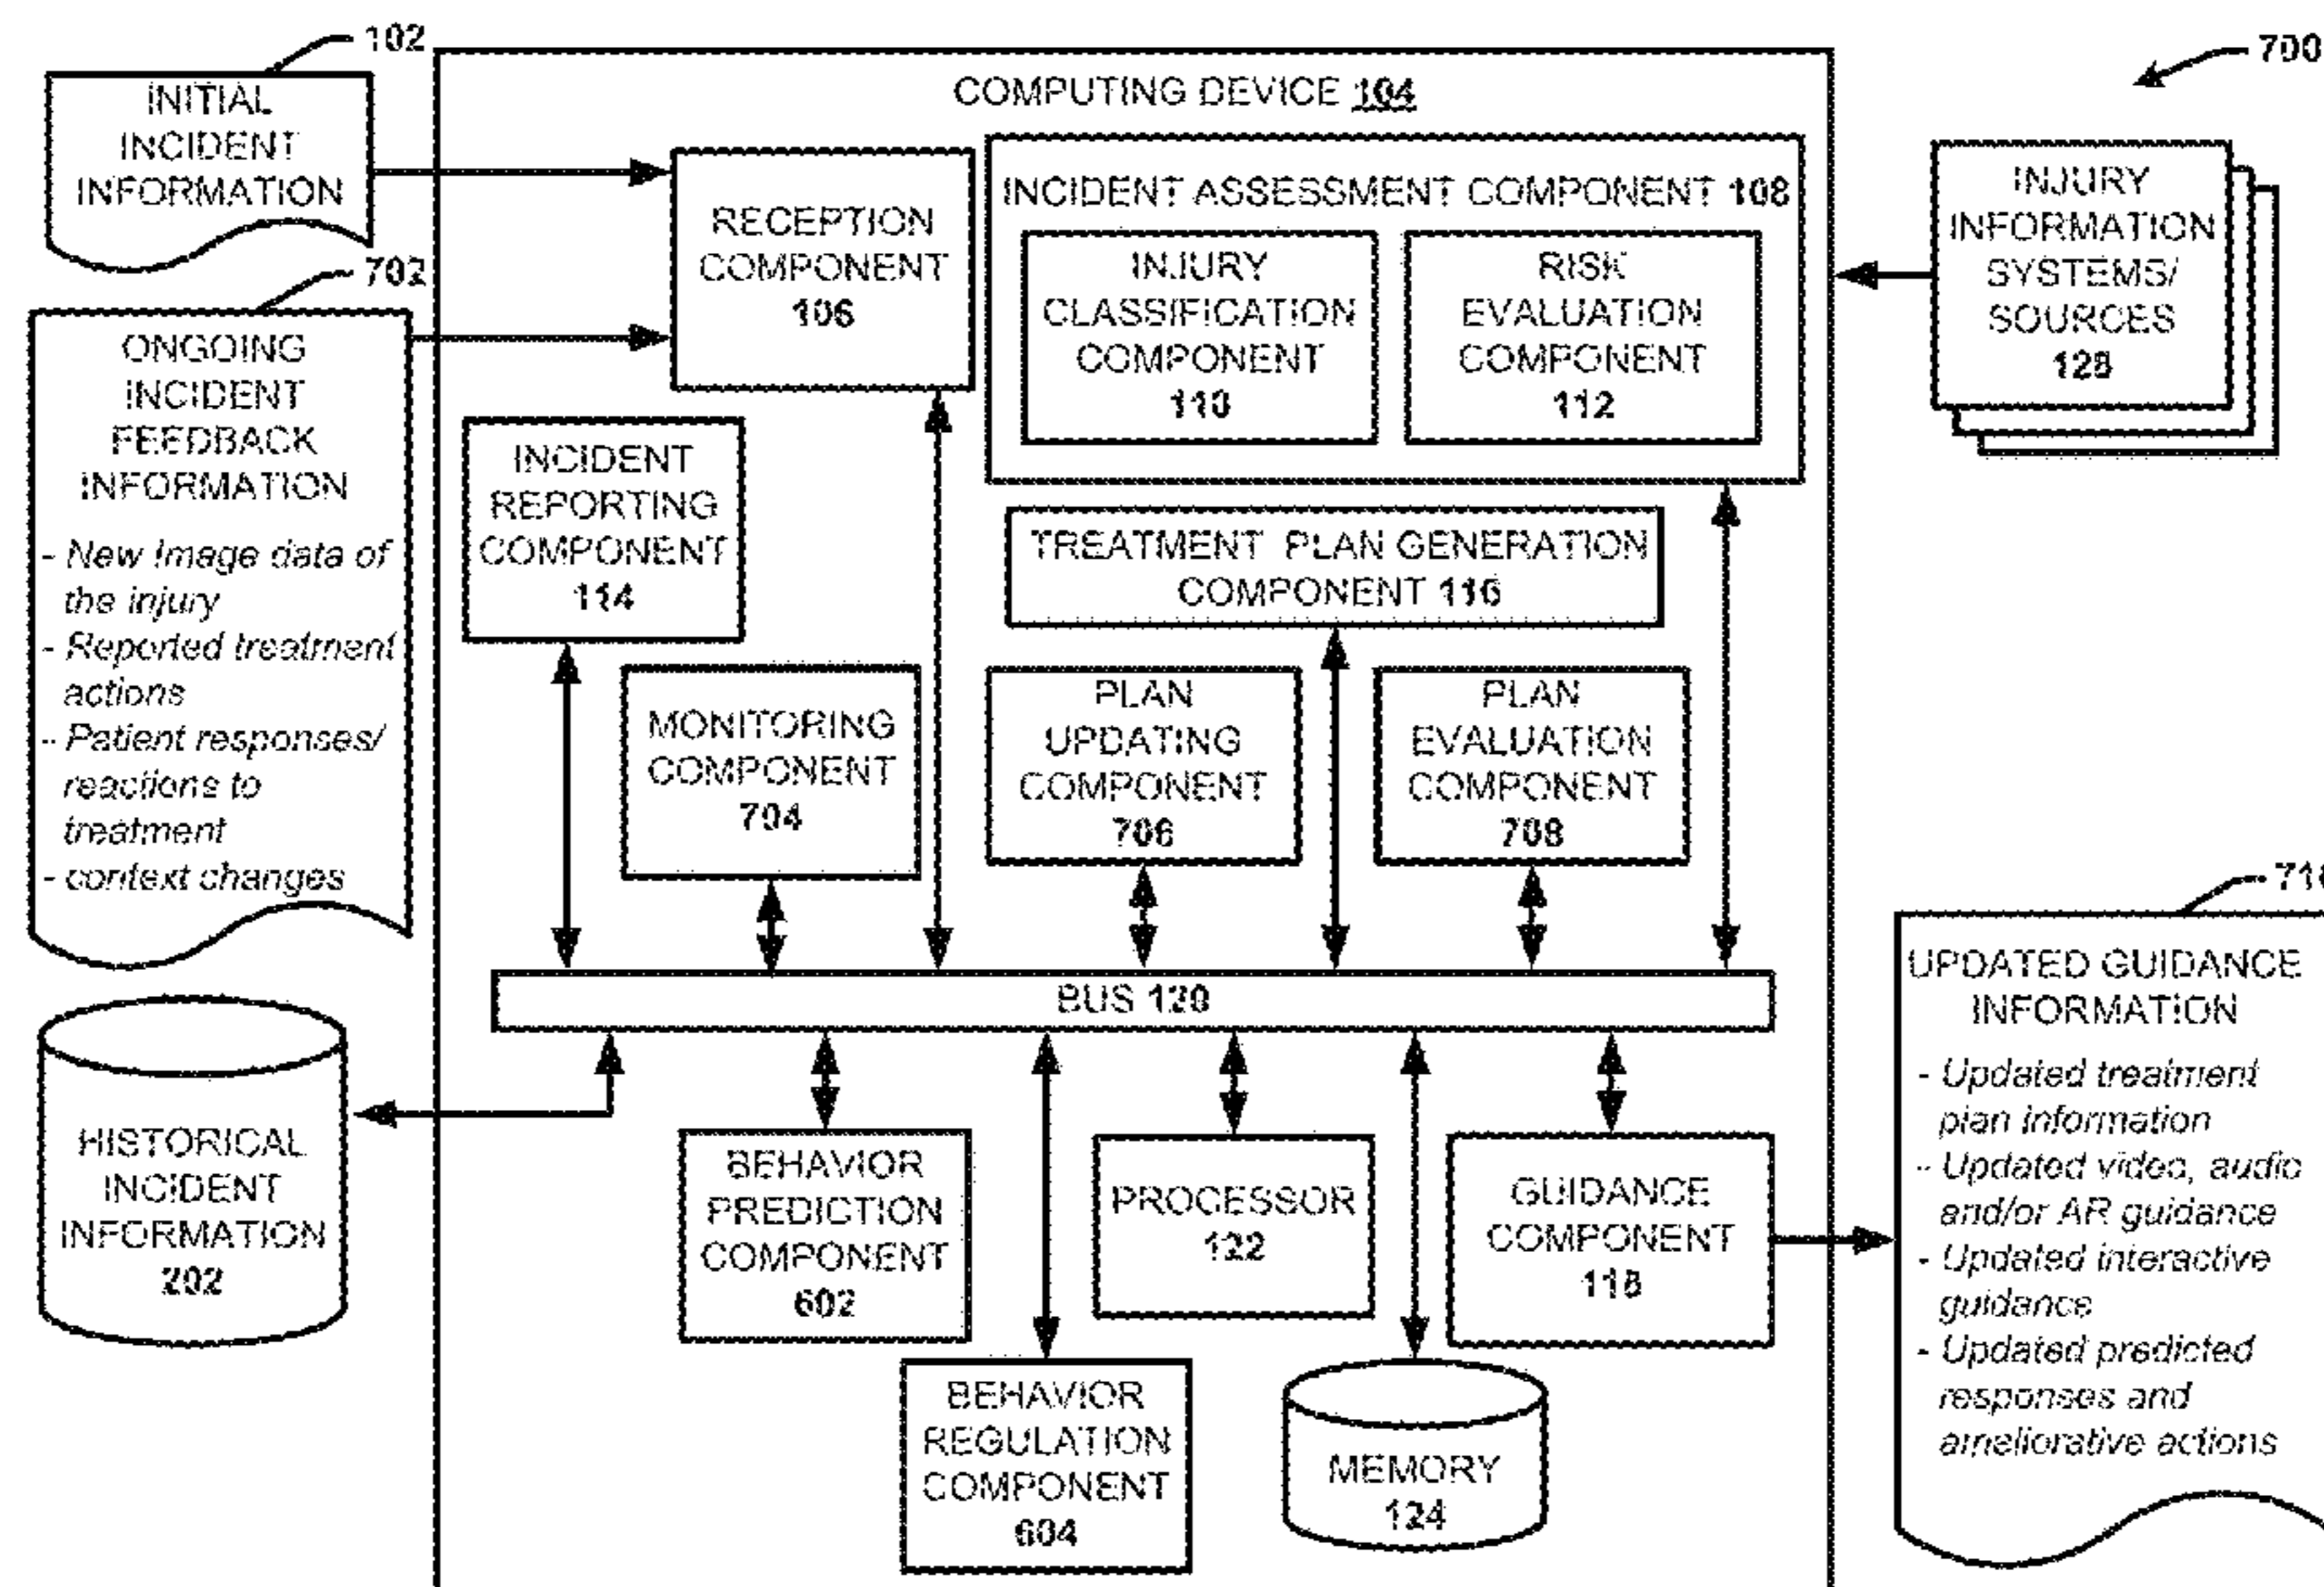 102
INITIAL
INCIDENT
INFORMATION
702
ONGOING
INCIDENT
FEEDBACK
INFORMATION
- New Image data of
the injury
- Reported treatment
actions
- Patient responses/
reactions to
treatment
- context changes
HISTORICAL
INCIDENT
INFORMATION
202
COMPUTING DEVICE 104
RECEPTION
COMPONENT
106
INCIDENT ASSESSMENT COMPONENT 108
INJURY
CLASSIFICATION
COMPONENT
110
RISK
EVALUATION
COMPONENT
112
INCIDENT
REPORTING
COMPONENT
114
TREATMENT PLAN GENERATION
COMPONENT 116
MONITORING
COMPONENT
704
PLAN
UPDATING
COMPONENT
706
PLAN
EVALUATION
COMPONENT
708
BUS 120
BEHAVIOR
PREDICTION
COMPONENT
602
PROCESSOR
122
GUIDANCE
COMPONENT
118
BEHAVIOR
REGULATION
COMPONENT
604
MEMORY
124
700
INJURY
INFORMATION
SYSTEMS/
SOURCES
128
UPDATED GUIDANCE
INFORMATION
- Updated treatment
plan information
- Updated video, audio
and/or AR guidance
- Updated interactive
guidance
- Updated predicted
responses and
ameliorative actions